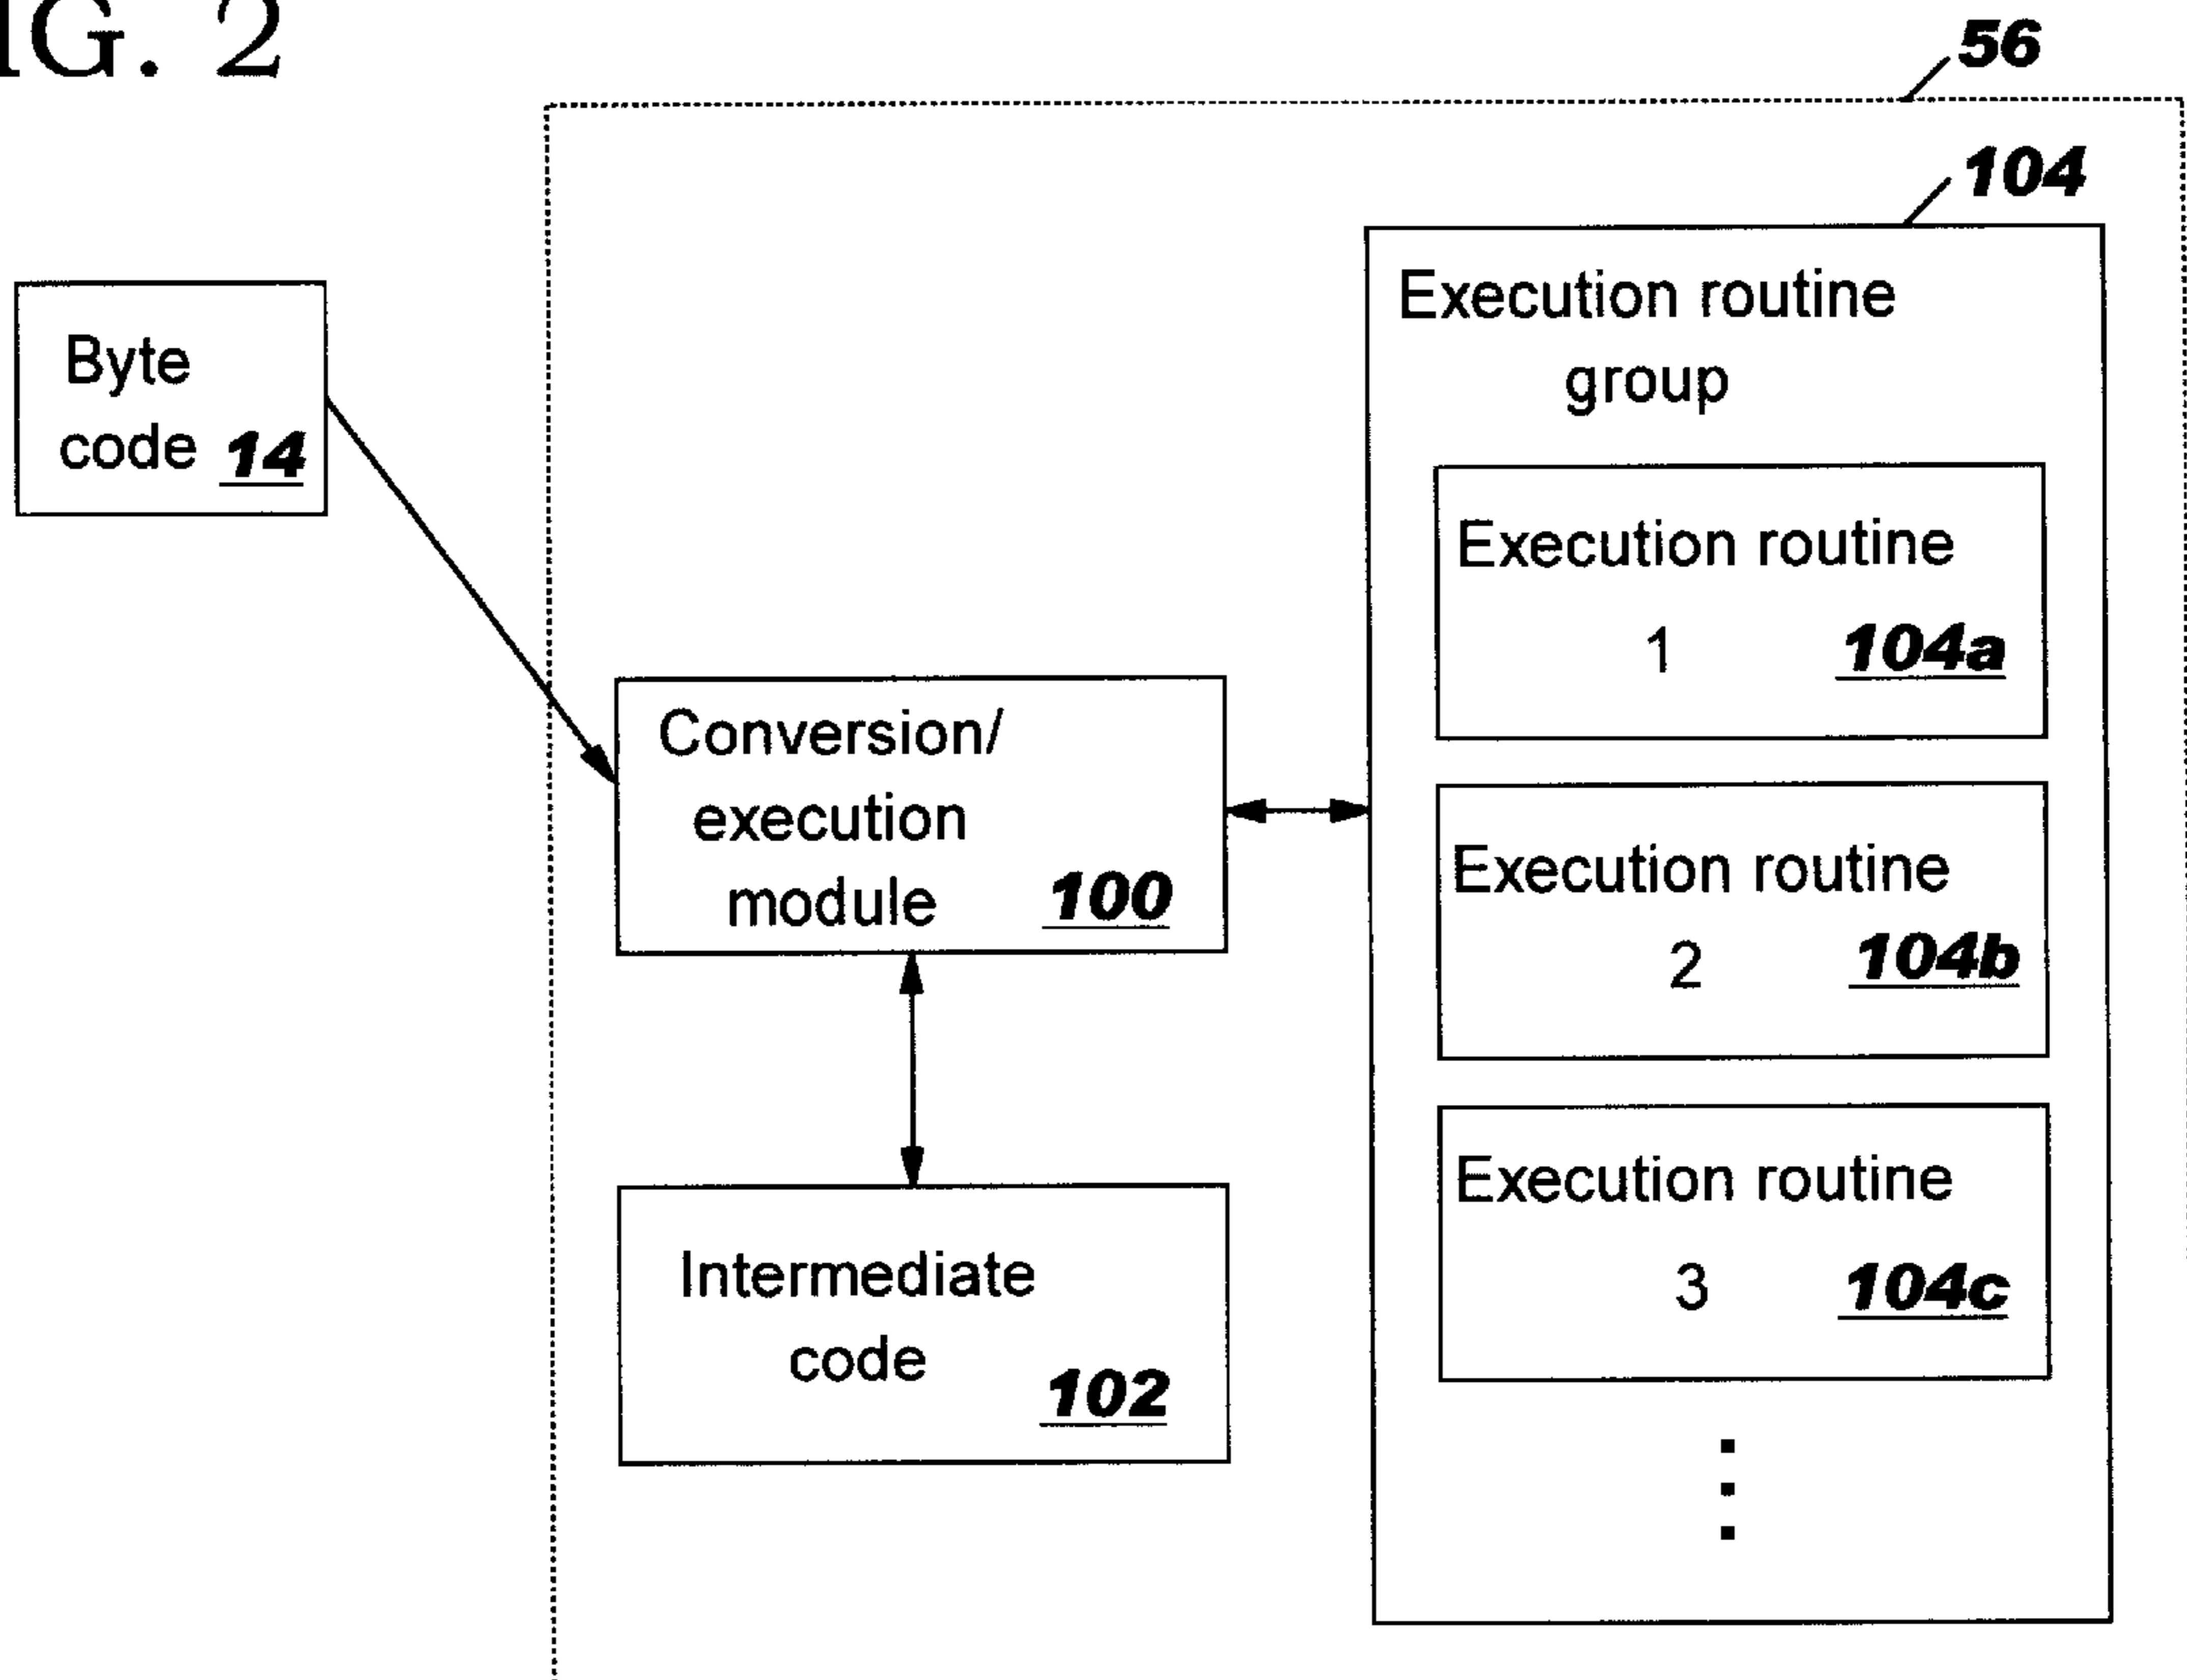 IG. 2
56
104
Byte
code 14
Conversion/
execution
module 100
Intermediate
code 102
Execution routine
group
Execution routine
1 104a
Execution routine
2 104b
Execution routine
3 104c